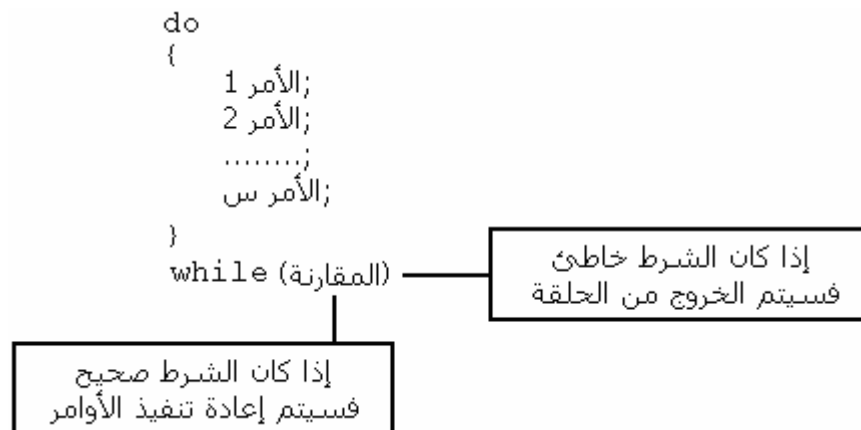 do
{
الأمر 1;
الأمر 2;
........;
الأمر س;
}
while (المقارنة)
إذا كان الشرط خاطئ
فسيتم الخروج من الحلقة
إذا كان الشرط صحيح
فسيتم إعادة تنفيذ الأوامر